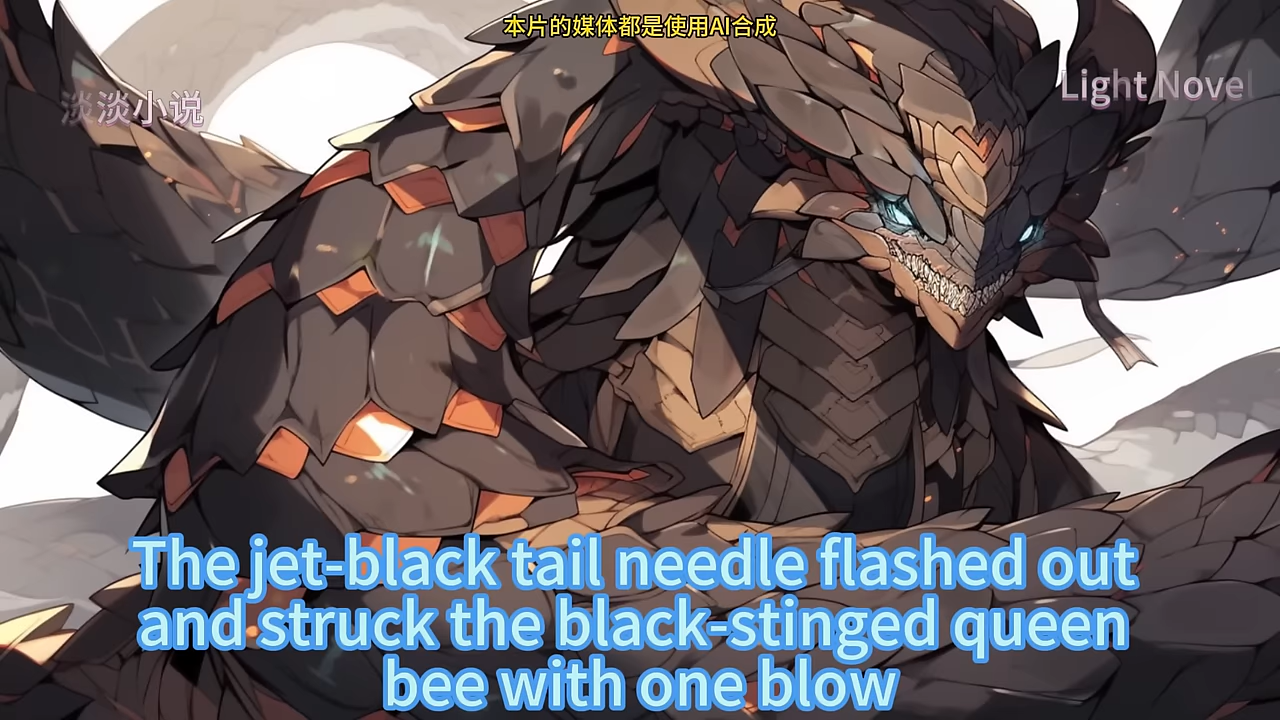 本片的媒体都是使用AI合成
Light Novel
淡淡小说
The jet-black tail needle flashed out
and struck the black-stinged queen
bee with one blow